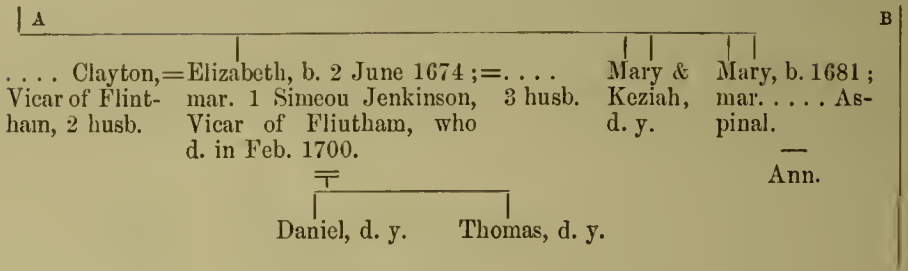 A B
. . . . Clayton,=Elizabeth, b. 2 June 1674 ;=. . . . Mary & Mary, b. 1681 ;
Vicar of Flint- mar. 1 Simeou Jenkinson, 3 husb. Keziah, mar. . . . . As-
ham, 2 husb. Vicar of Fliutham, who d. y. pinal.
d. in Feb. 1700.
Ann.
Daniel, d. y. Thomas, d. y.